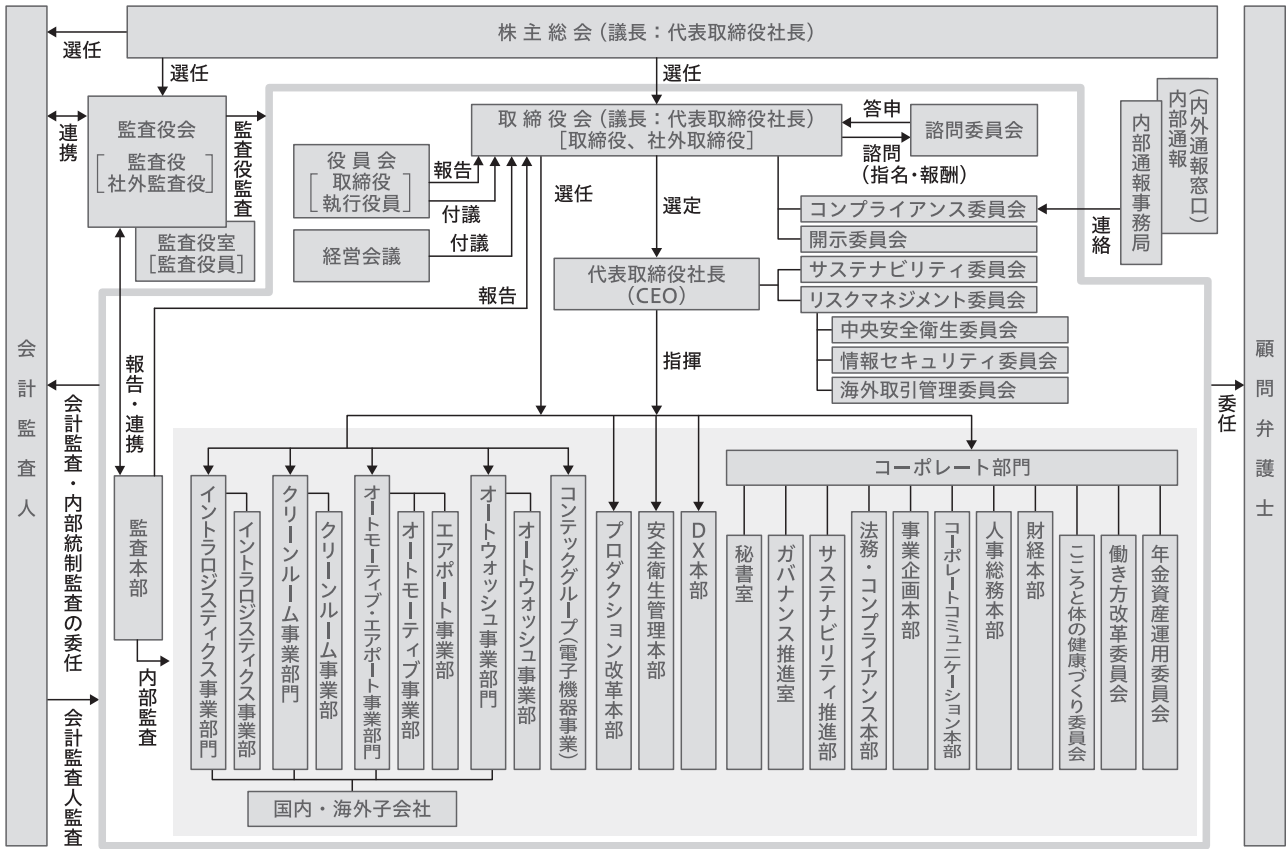 株主総会（議長：代表取締役社長）
選任
選任
選任
連携
監査役会
監査役
社外監査役
監査役監査
監査役室
［監査役員］
取締役会（議長：代表取締役社長）
［取締役、社外取締役］
答申
諮問委員会
諮問
（指名・報酬）
内部通報
（内外通報窓口）
内部通報事務局
連絡
役員会
取締役
執行役員
報告
付議
経営会議
付議
選任
選定
コンプライアンス委員会
開示委員会
代表取締役社長
（CEO）
サステナビリティ委員会
リスクマネジメント委員会
中央安全衛生委員会
情報セキュリティ委員会
海外取引管理委員会
報告
指揮
会計監査人
報告・連携
会計監査・内部統制監査の委任
会計監査人監査
顧問弁護士
委任
監査本部
内部監査
イントラロジスティクス事業部門
イントラロジスティクス事業部
クリーンルーム事業部門
クリーンルーム事業部
オートモーティブ・エアポート事業部門
オートモーティブ事業部
エアポート事業部
オートウォッシュ事業部門
オートウォッシュ事業部
コンテックグループ（電子機器事業）
プロダクション改革本部
安全衛生管理本部
DX本部
コーポレート部門
秘書室
ガバナンス推進室
サステナビリティ推進部
法務・コンプライアンス本部
事業企画本部
コーポレートコミュニケーション本部
人事総務本部
財経本部
こころと体の健康づくり委員会
働き方改革委員会
年金資産運用委員会
国内・海外子会社